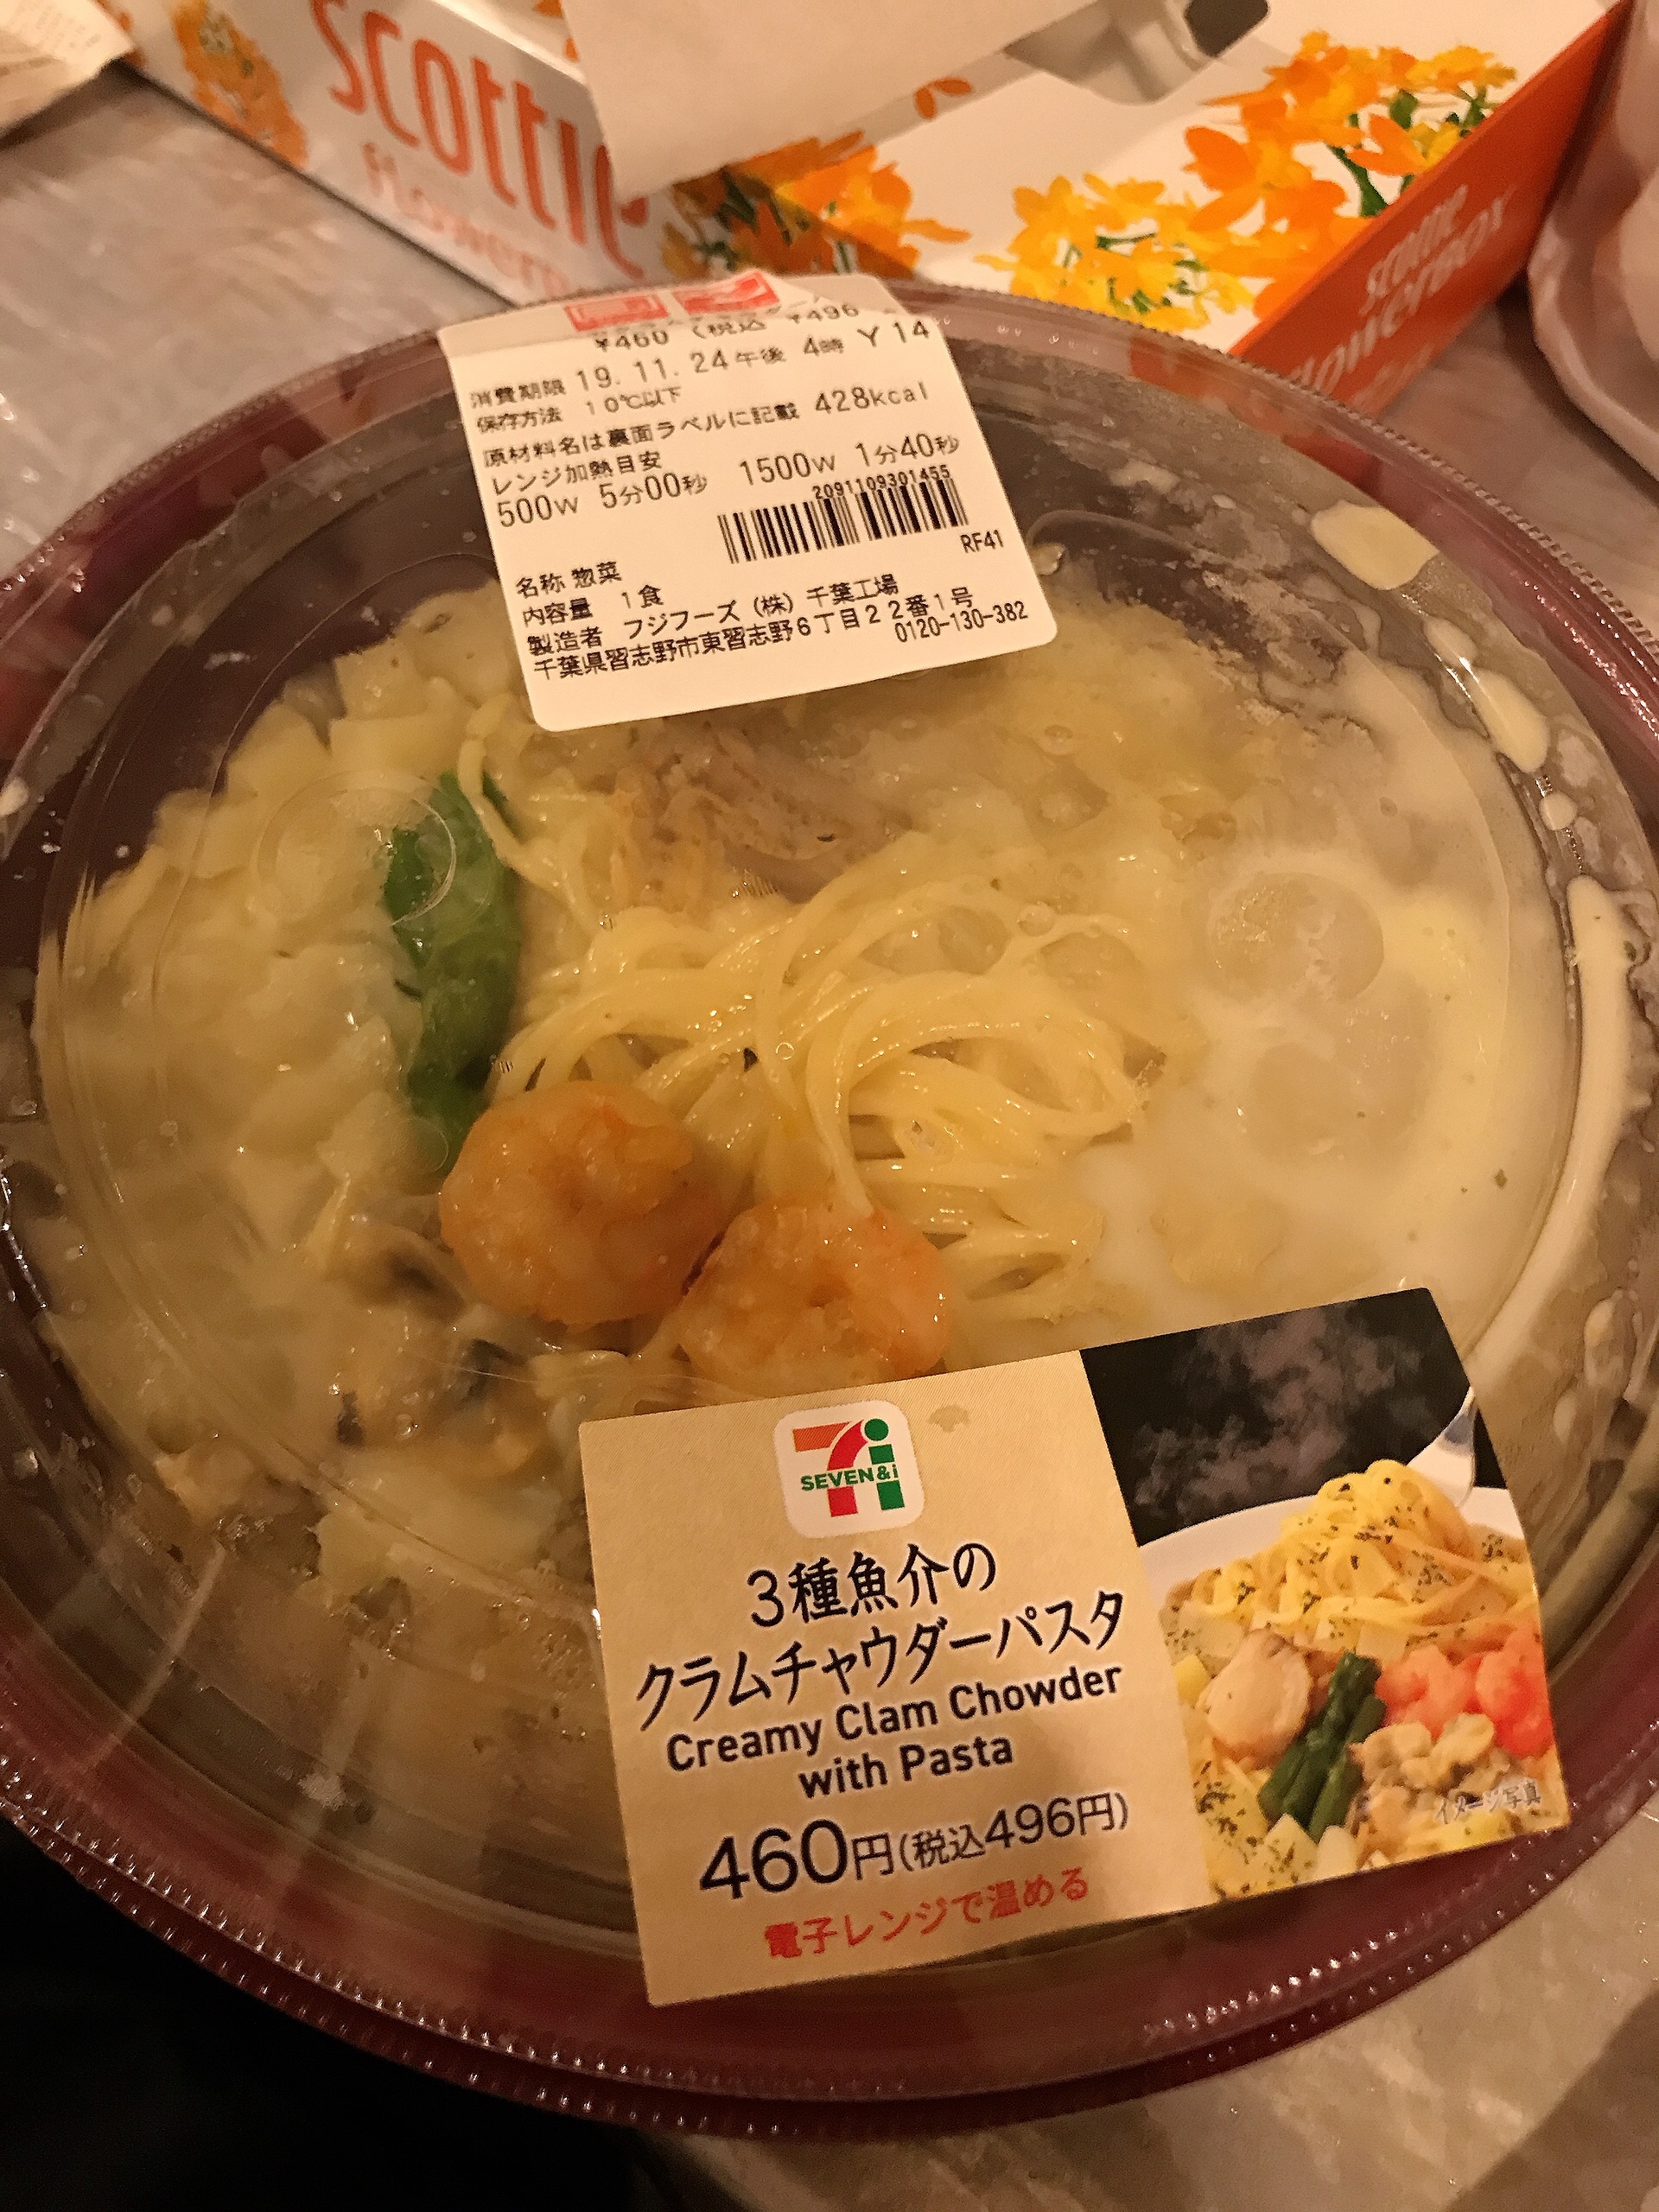 scottie
flowerbox
scottie
flowerBOX
¥460 (税込 ¥496
消費期限 19.11.24午後 4時 Y 14
保存方法 10℃以下
原材料名は裏面ラベルに記載 428kcal
レンジ加熱目安
500W 5分00秒 1500W 1分40秒
2091109301455
RF41
名称 惣菜
内容量 1食
製造者 フジフーズ(株)千葉工場
千葉県習志野市東習志野6丁目22番1号
0120-130-382
SEVEN&i
3種魚介の
クラムチャウダーパスタ
Creamy Clam Chowder
with Pasta
460円(税込496円)
電子レンジで温める
イメージ写真